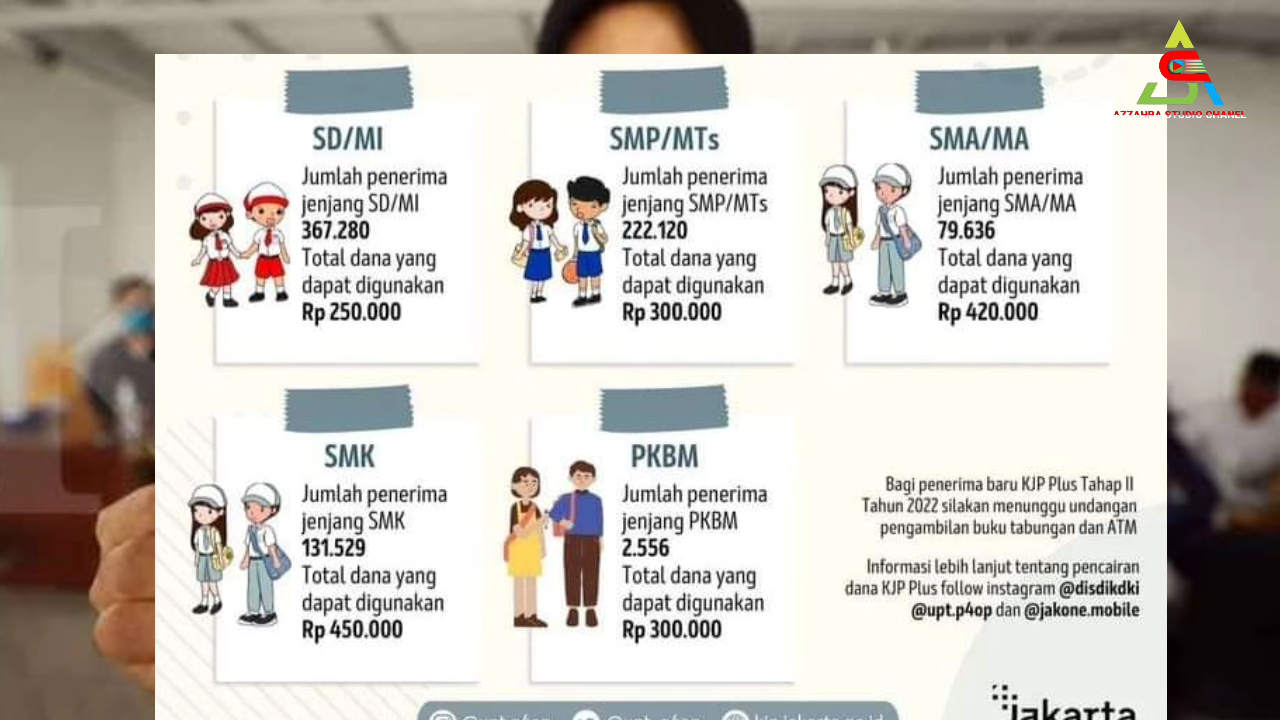 AZZAHRA STUDIO CHANEL
SD/MI
Jumlah penerima
jenjang SD/MI
367.280
Total dana yang
dapat digunakan
Rp 250.000
SMP/MTs
Jumlah penerima
jenjang SMP/MTs
222.120
Total dana yang
dapat digunakan
Rp 300.000
SMA/MA
Jumlah penerima
jenjang SMA/MA
79.636
Total dana yang
dapat digunakan
Rp 420.000
SMK
Jumlah penerima
jenjang SMK
131.529
Total dana yang
dapat digunakan
Rp 450.000
PKBM
Jumlah penerima
jenjang PKBM
2.556
Total dana yang
dapat digunakan
Rp 300.000
Bagi penerima baru KJP Plus Tahap II
Tahun 2022 silakan menunggu undangan
pengambilan buku tabungan dan ATM
Informasi lebih lanjut tentang pencairan
dana KJP Plus follow instagram @disdikdki
@upt.p4op dan @jakone.mobile
jakarta